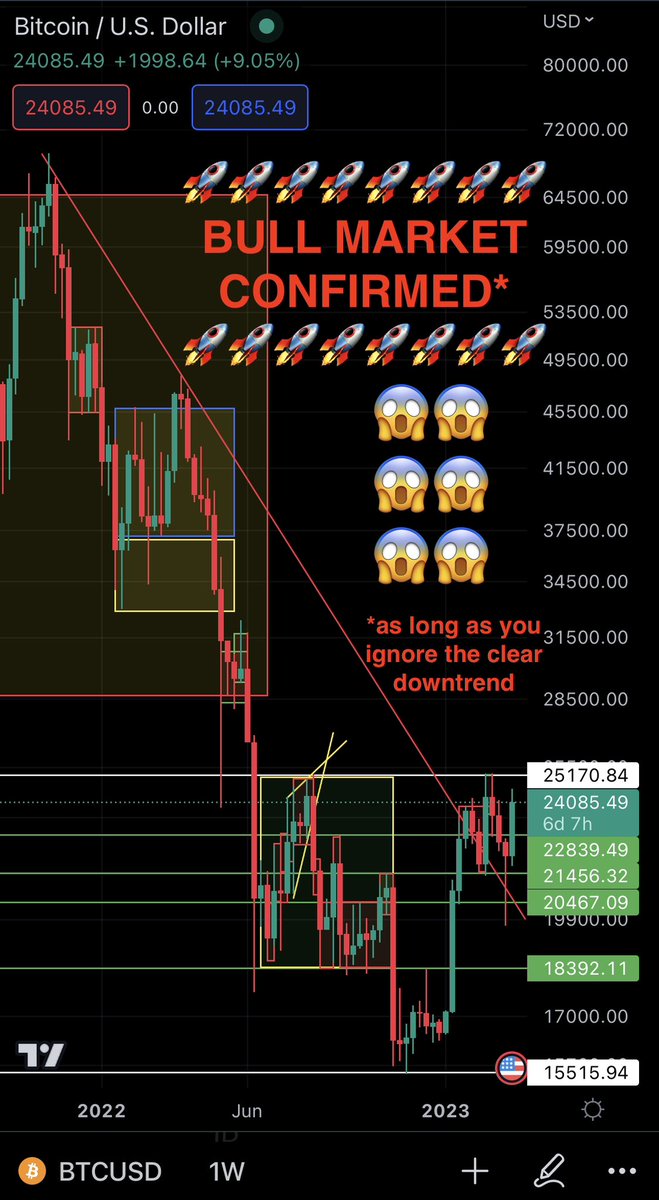 Bitcoin / U.S. Dollar
USD
24085.49 +1998.64 (+9.05%)
24085.49 0.00 24085.49
80000.00
72000.00
64500.00
BULL MARKET
59500.00
CONFIRMED*
53500.00
49500.00
45500.00
41500.00
37500.00
34500.00
*as long as you
31500.00
ignore the clear
downtrend
28500.00
25170.84
24085.49
6d 7h
22839.49
21456.32
20467.09
19900.00
18392.11
17000.00
15515.94
2022 Jun 2023
1D
BTCUSD 1W